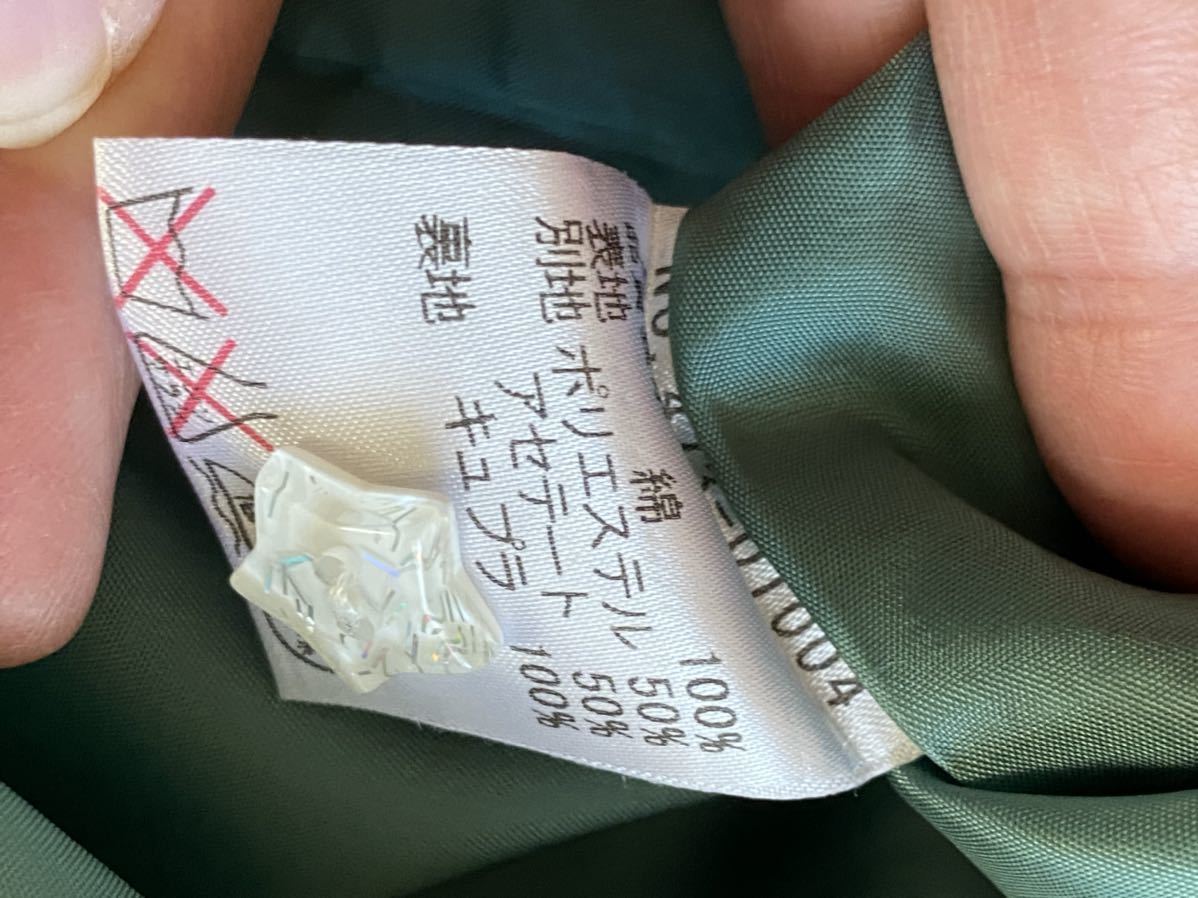 表地 綿 100%
別地 ポリエステル 50%
アセテート 50%
裏地 キュプラ 100%